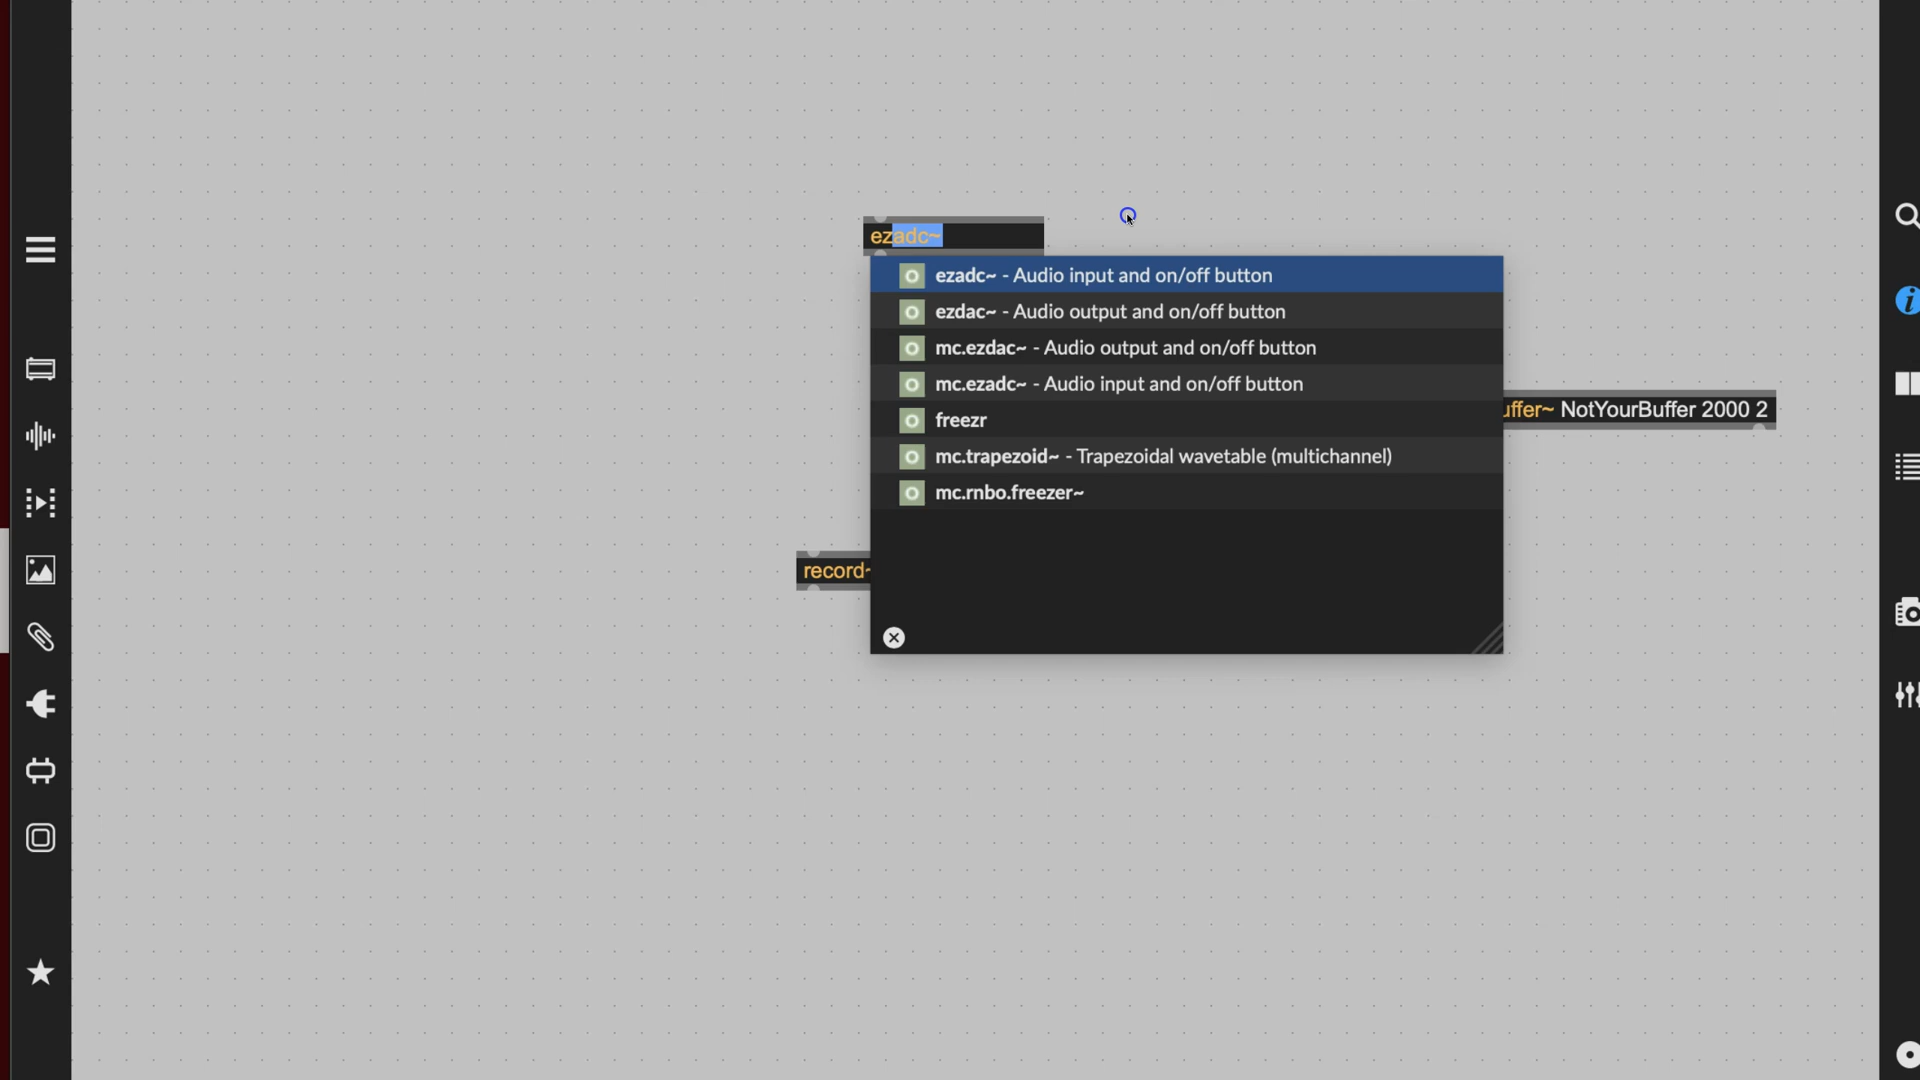 ezadc~
ezadc~ - Audio input and on/off button
ezdac~ - Audio output and on/off button
mc.ezdac~ - Audio output and on/off button
mc.ezadc~ - Audio input and on/off button
uffer~ NotYourBuffer 2000 2
freezr
mc.trapezoid~ - Trapezoidal wavetable (multichannel)
mc.rnbo.freezer~
record~